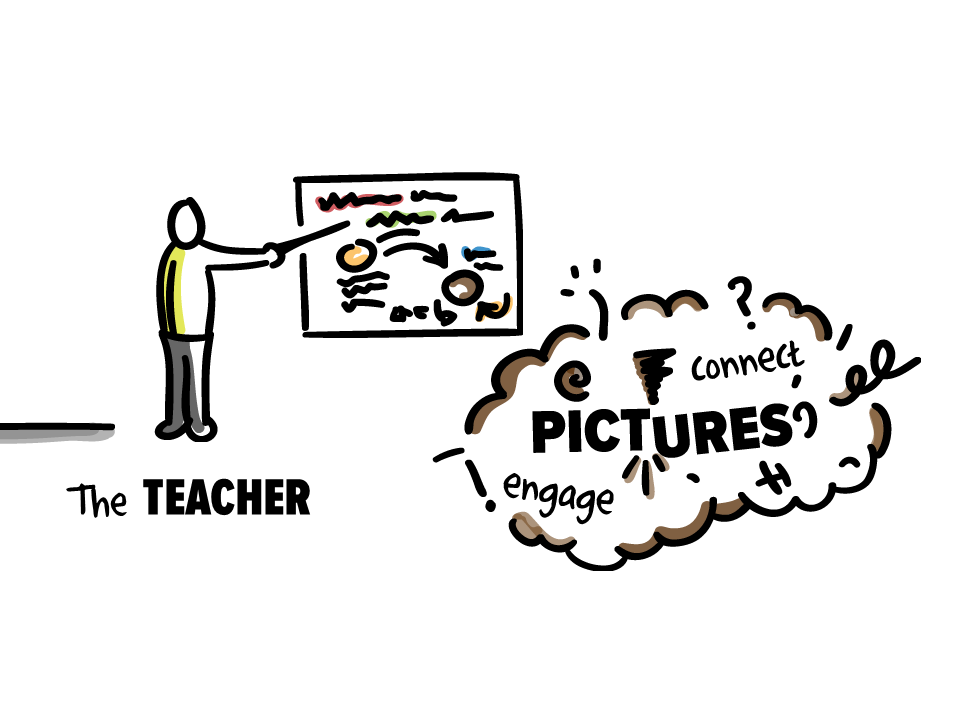 The TEACHER
?
connect
PICTURES
engage